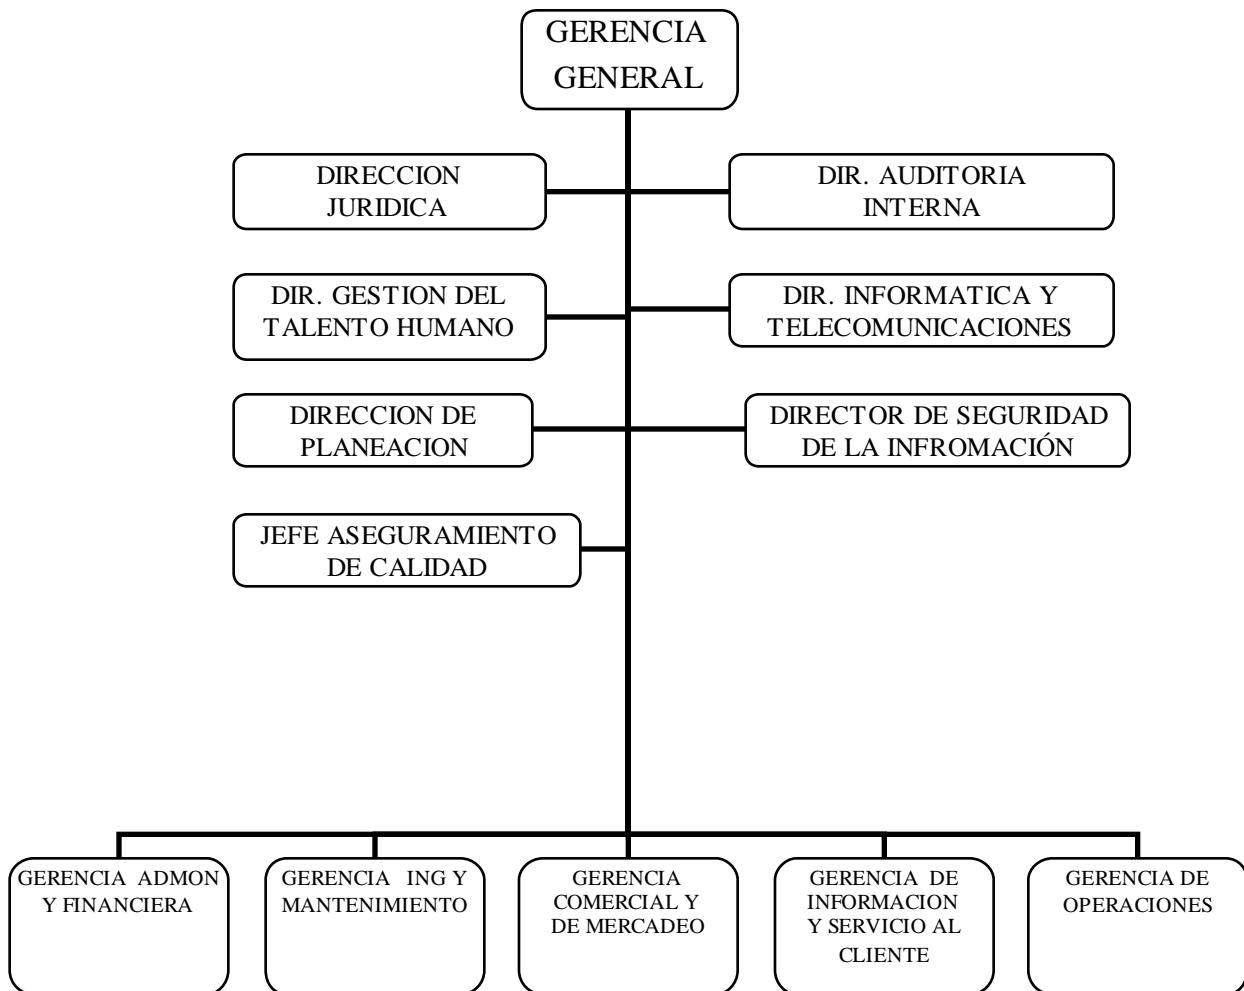 GERENCIA
GENERAL
DIRECCION
JURIDICA
DIR. AUDITORIA
INTERNA
DIR. GESTION DEL
TALENTO HUMANO
DIR. INFORMATICA Y
TELECOMUNICACIONES
DIRECCION DE
PLANEACION
DIRECTOR DE SEGURIDAD
DE LA INFROMACIÓN
JEFE ASEGURAMIENTO
DE CALIDAD
GERENCIA ADMON
Y FINANCIERA
GERENCIA ING Y
MANTENIMIENTO
GERENCIA
COMERCIAL Y
DE MERCADEO
GERENCIA DE
INFORMACION
Y SERVICIO AL
CLIENTE
GERENCIA DE
OPERACIONES